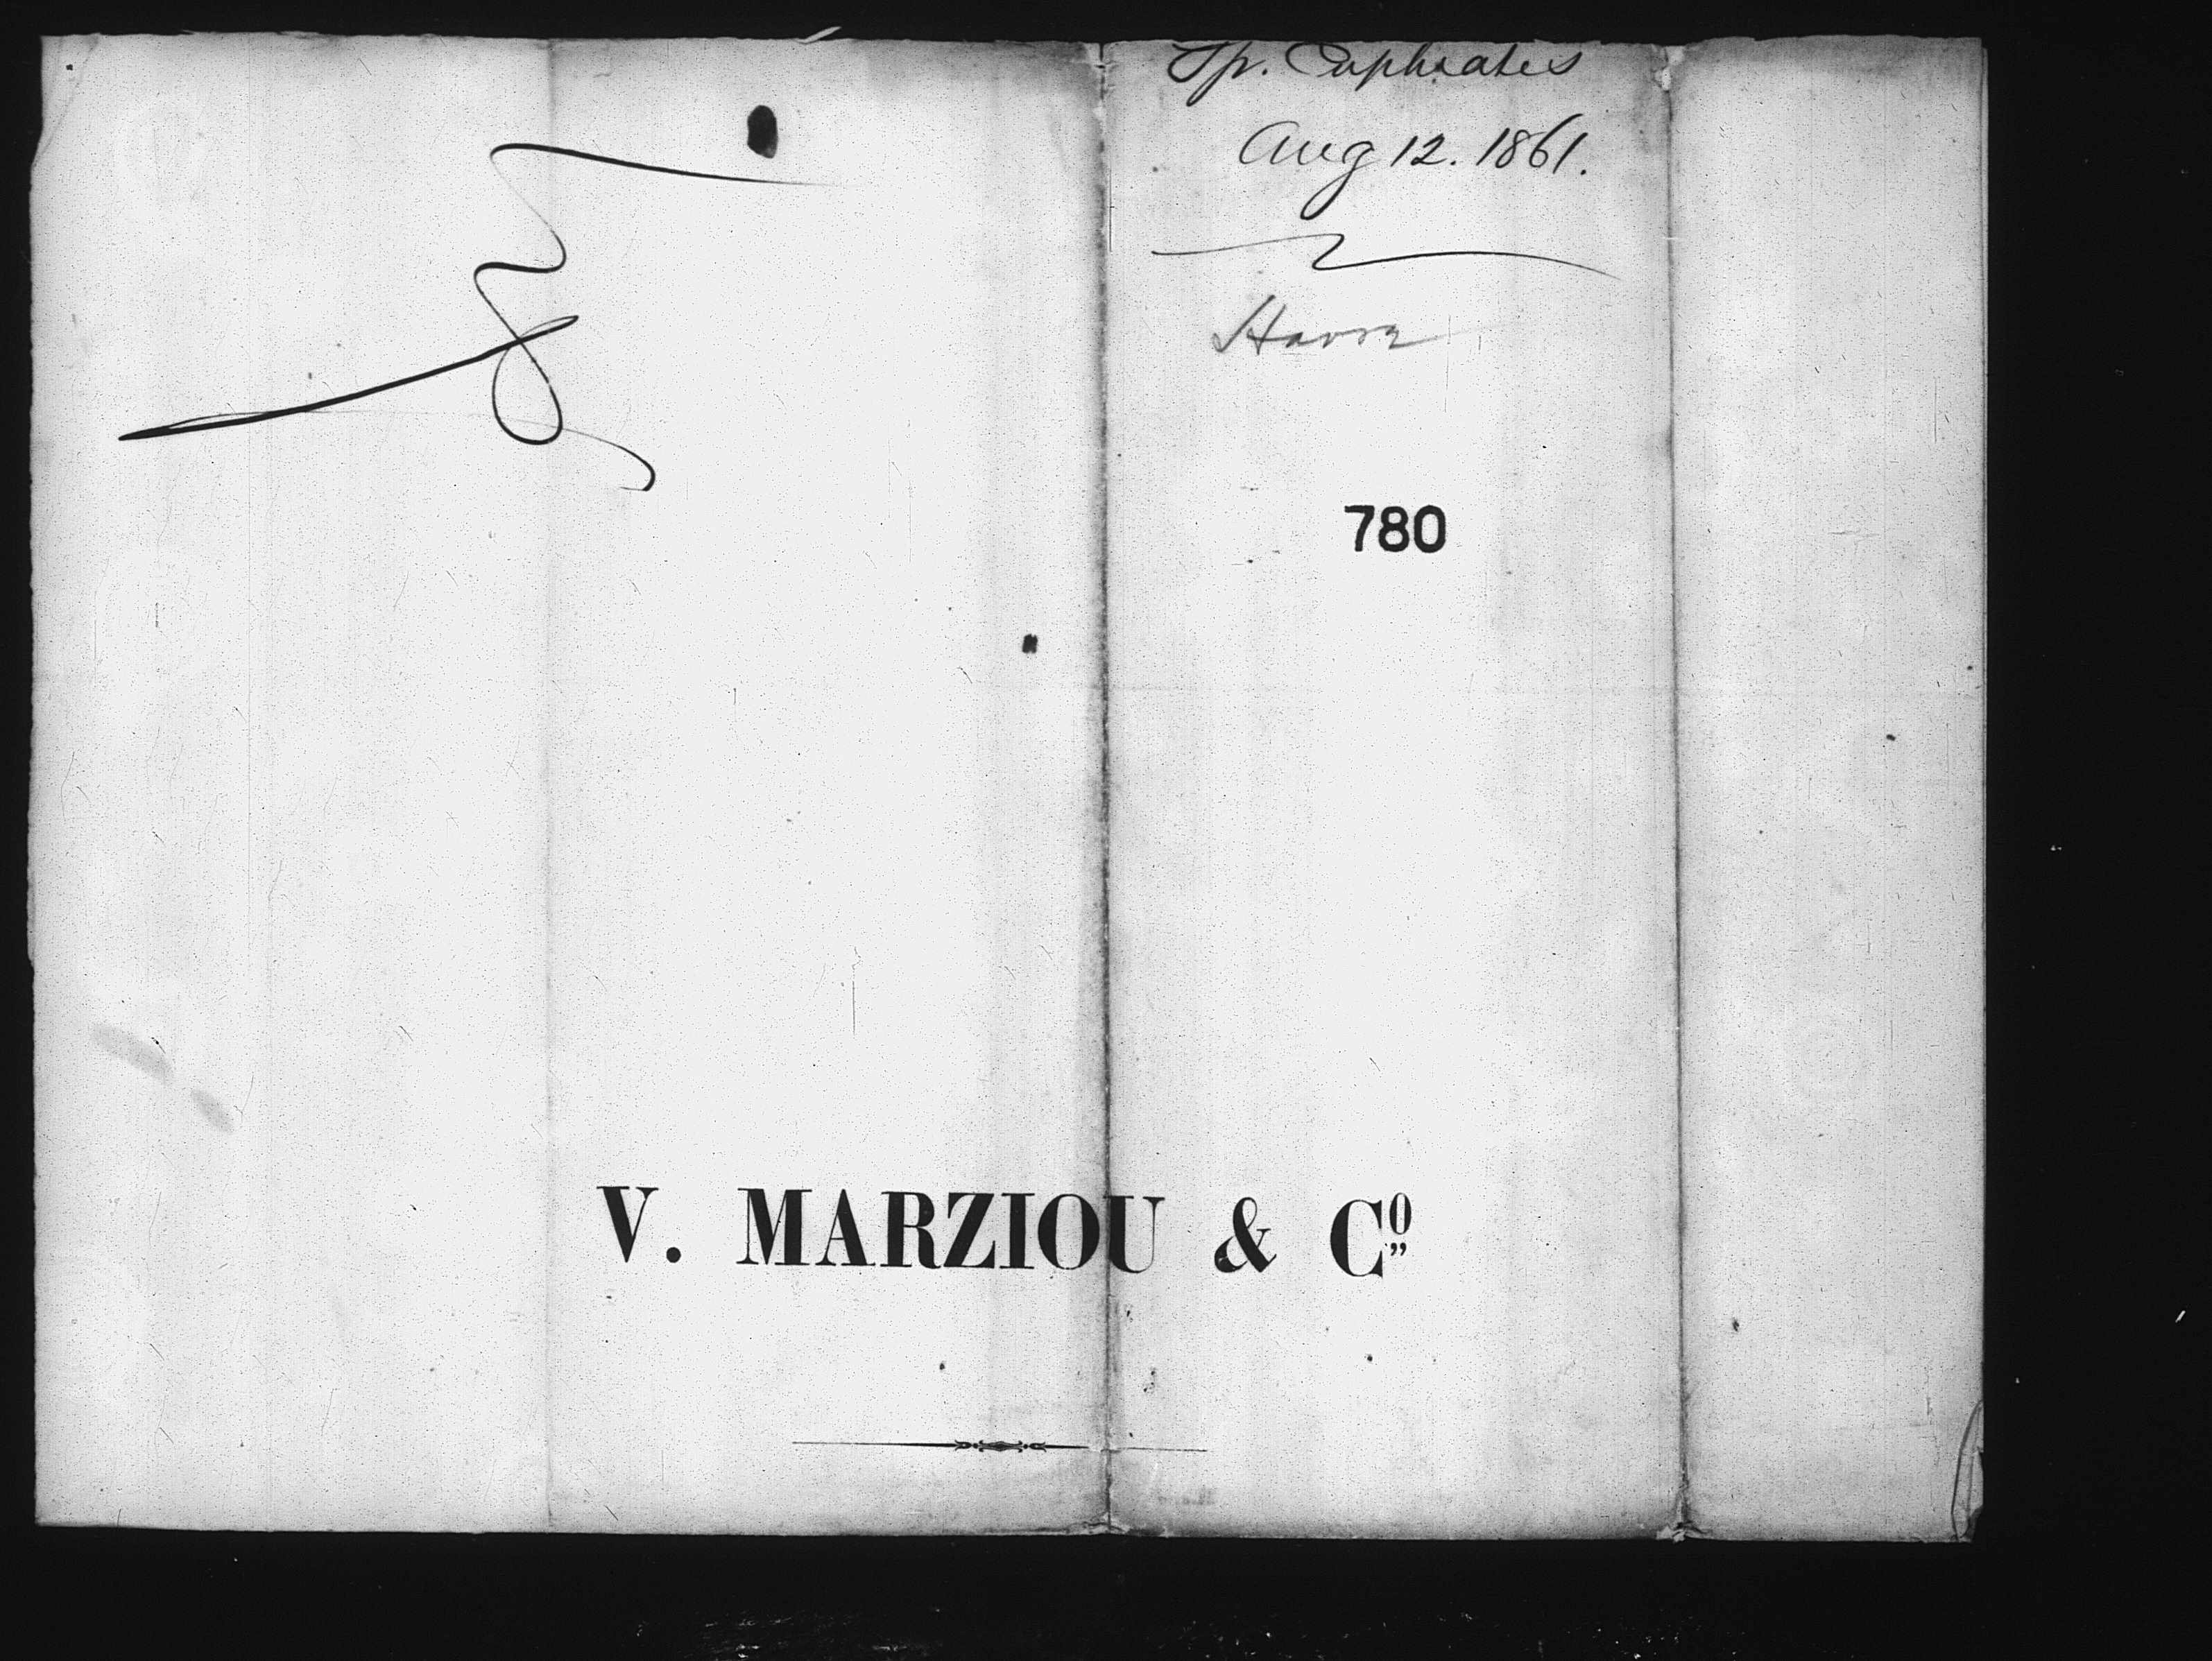 Sp. Euphrates
Aug 12. 1861.
Havre
780
V. MARZIOU & Cº